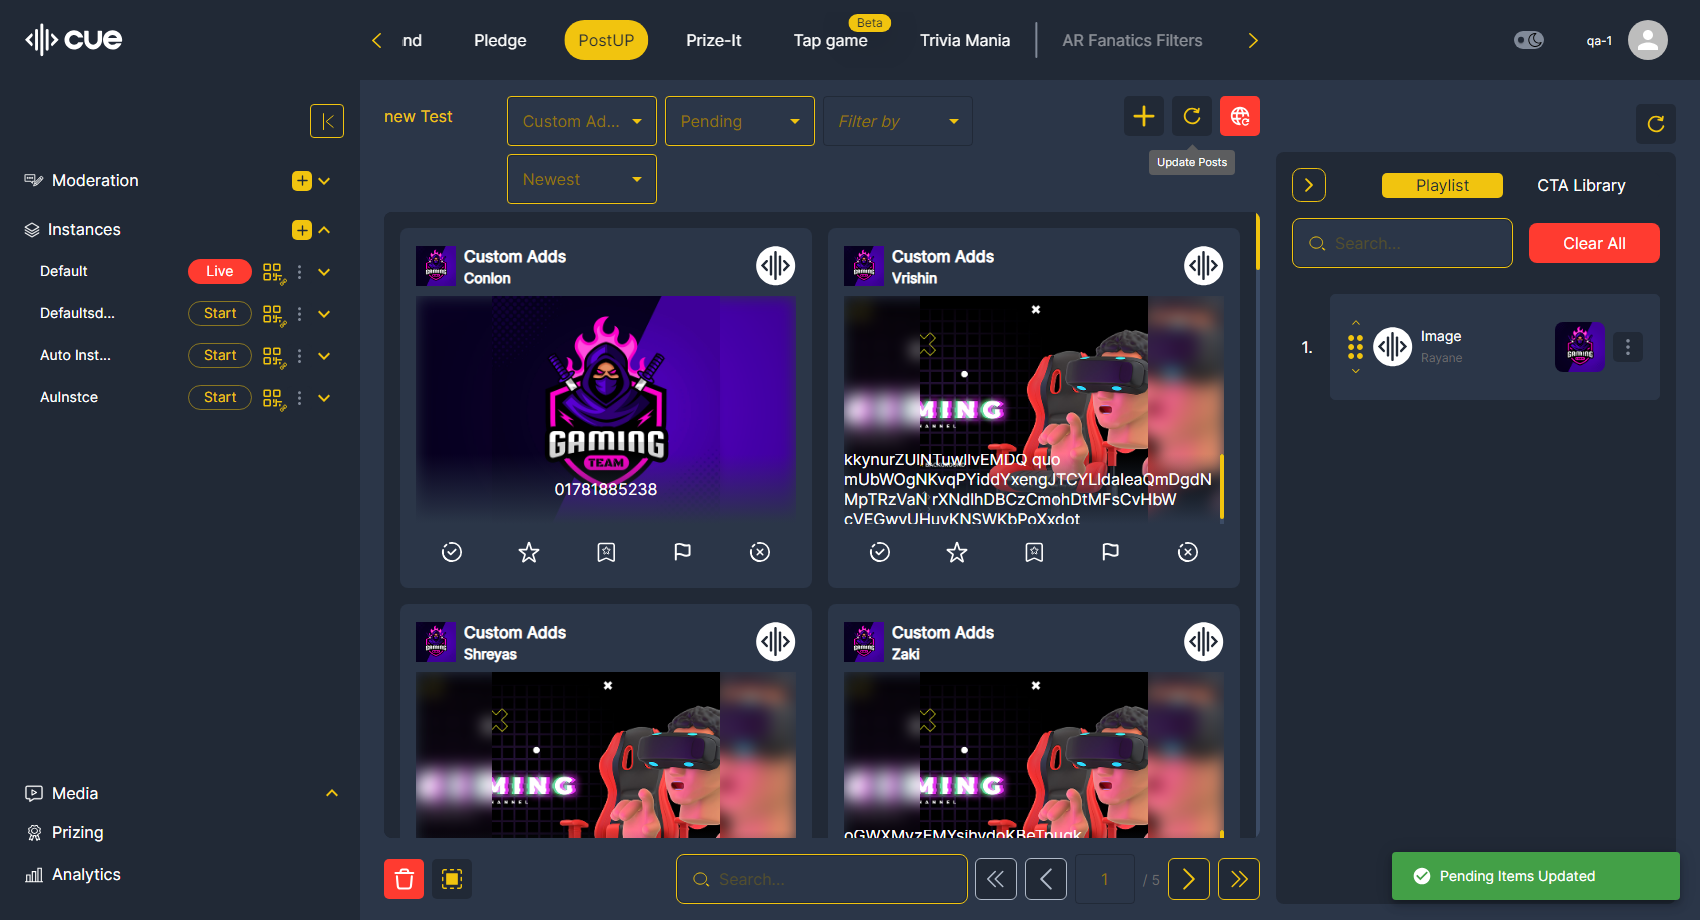 cue
nd
Pledge
PostUP
Prize-It
Tap game
Beta
Trivia Mania
AR Fanatics Filters
qa-1
Moderation
Instances
Default
Live
Defaultsd...
Start
Auto Inst...
Start
AuInstce
Start
Media
Prizing
Analytics
new Test
Custom Ad...
Pending
Filter by
Newest
Update Posts
Custom Adds
Conlon
GAMING
TEAM
01781885238
Custom Adds
Vrishin
MING
kkynurZUlNTuwlIvEMDQ quo
mUbWOgNKvqPYiddYxengJTCYLIdaIeaQmDgdN
MpTRzVaN rXNdlhDBCzCmohDtMFsCvHbW
cVEGwvUHuvKNSWKbPoXxdot
Custom Adds
Shreyas
MING
Custom Adds
Zaki
MING
oGWXMvzFMYsihvdoKBeTpuqk
Search...
1
/ 5
Playlist
CTA Library
Search...
Clear All
1.
Image
Rayane
Pending Items Updated